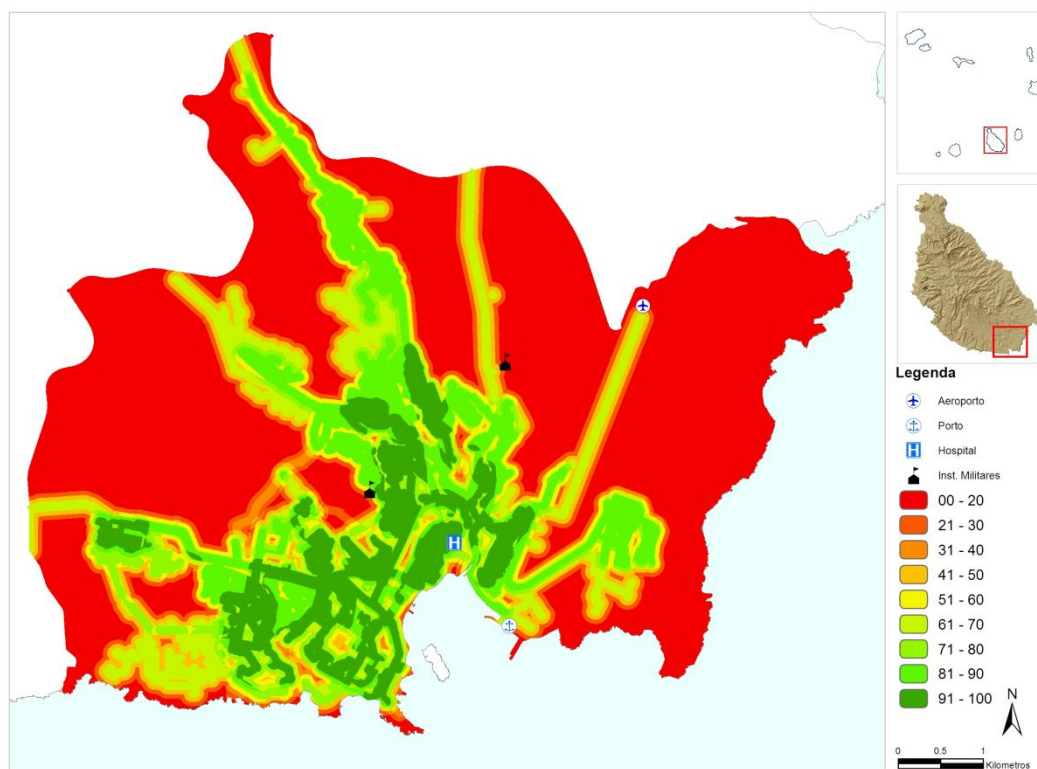 Legenda
Aeroporto
Porto
H Hospital
Inst. Militares
00 - 20
21 - 30
31 - 40
41 - 50
51 - 60
61 - 70
71 - 80
81 - 90
91 - 100
N
0 0.5 1
Kilometros
H